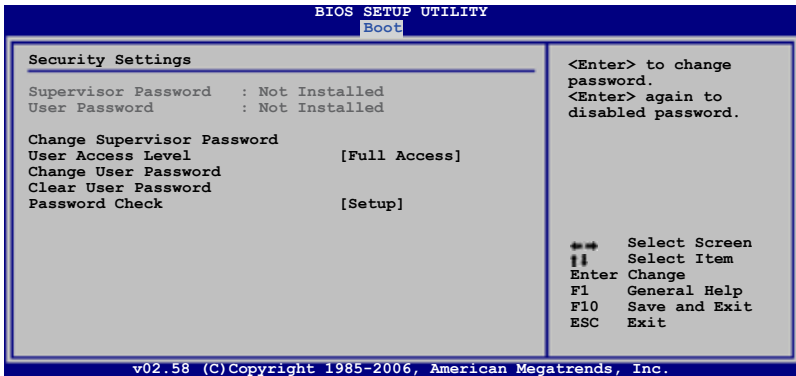 BIOS SETUP UTILITY
Boot
Security Settings
Supervisor Password : Not Installed
User Password : Not Installed
Change Supervisor Password
User Access Level [Full Access]
Change User Password
Clear User Password
Password Check [Setup]
<Enter> to change
password.
<Enter> again to
disabled password.
←→ Select Screen
↑↓ Select Item
Enter Change
F1 General Help
F10 Save and Exit
ESC Exit
v02.58 (C)Copyright 1985-2006, American Megatrends, Inc.